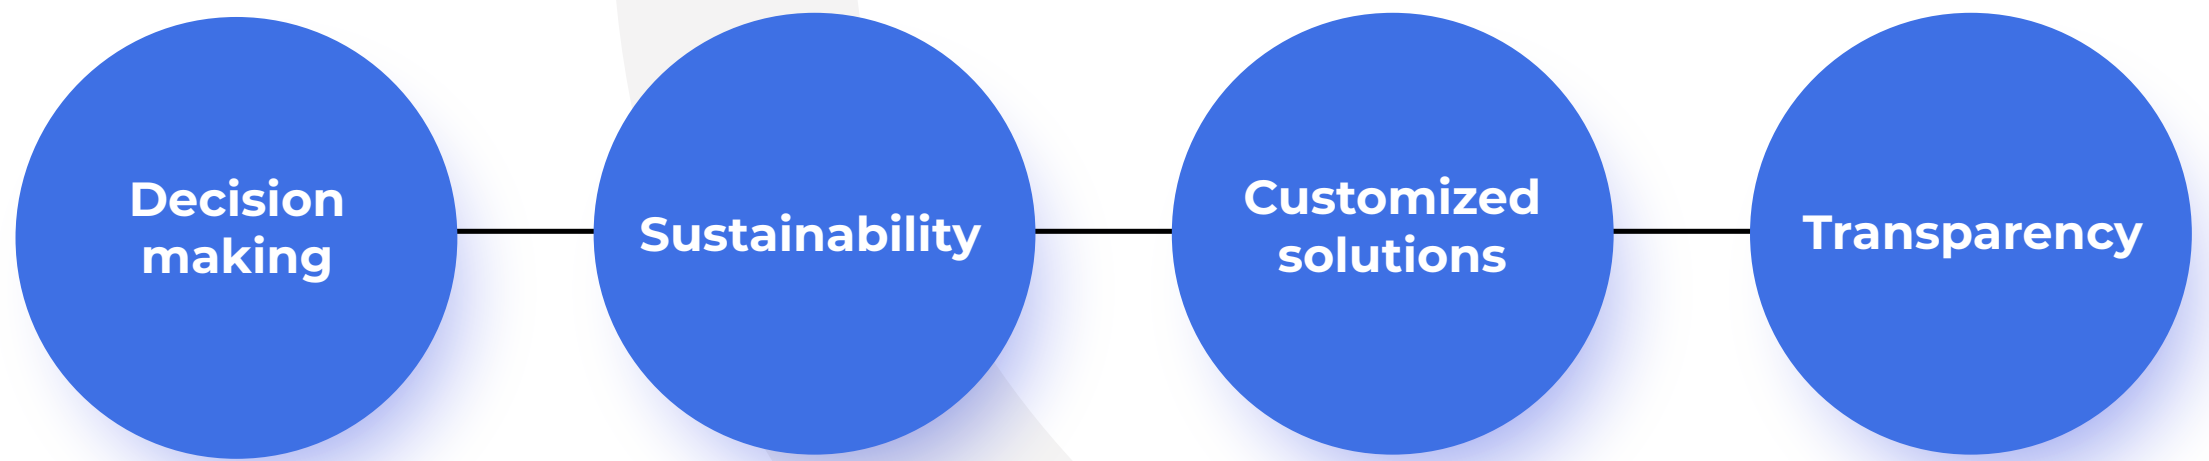 Decision
making
Sustainability
Customized
solutions
Transparency